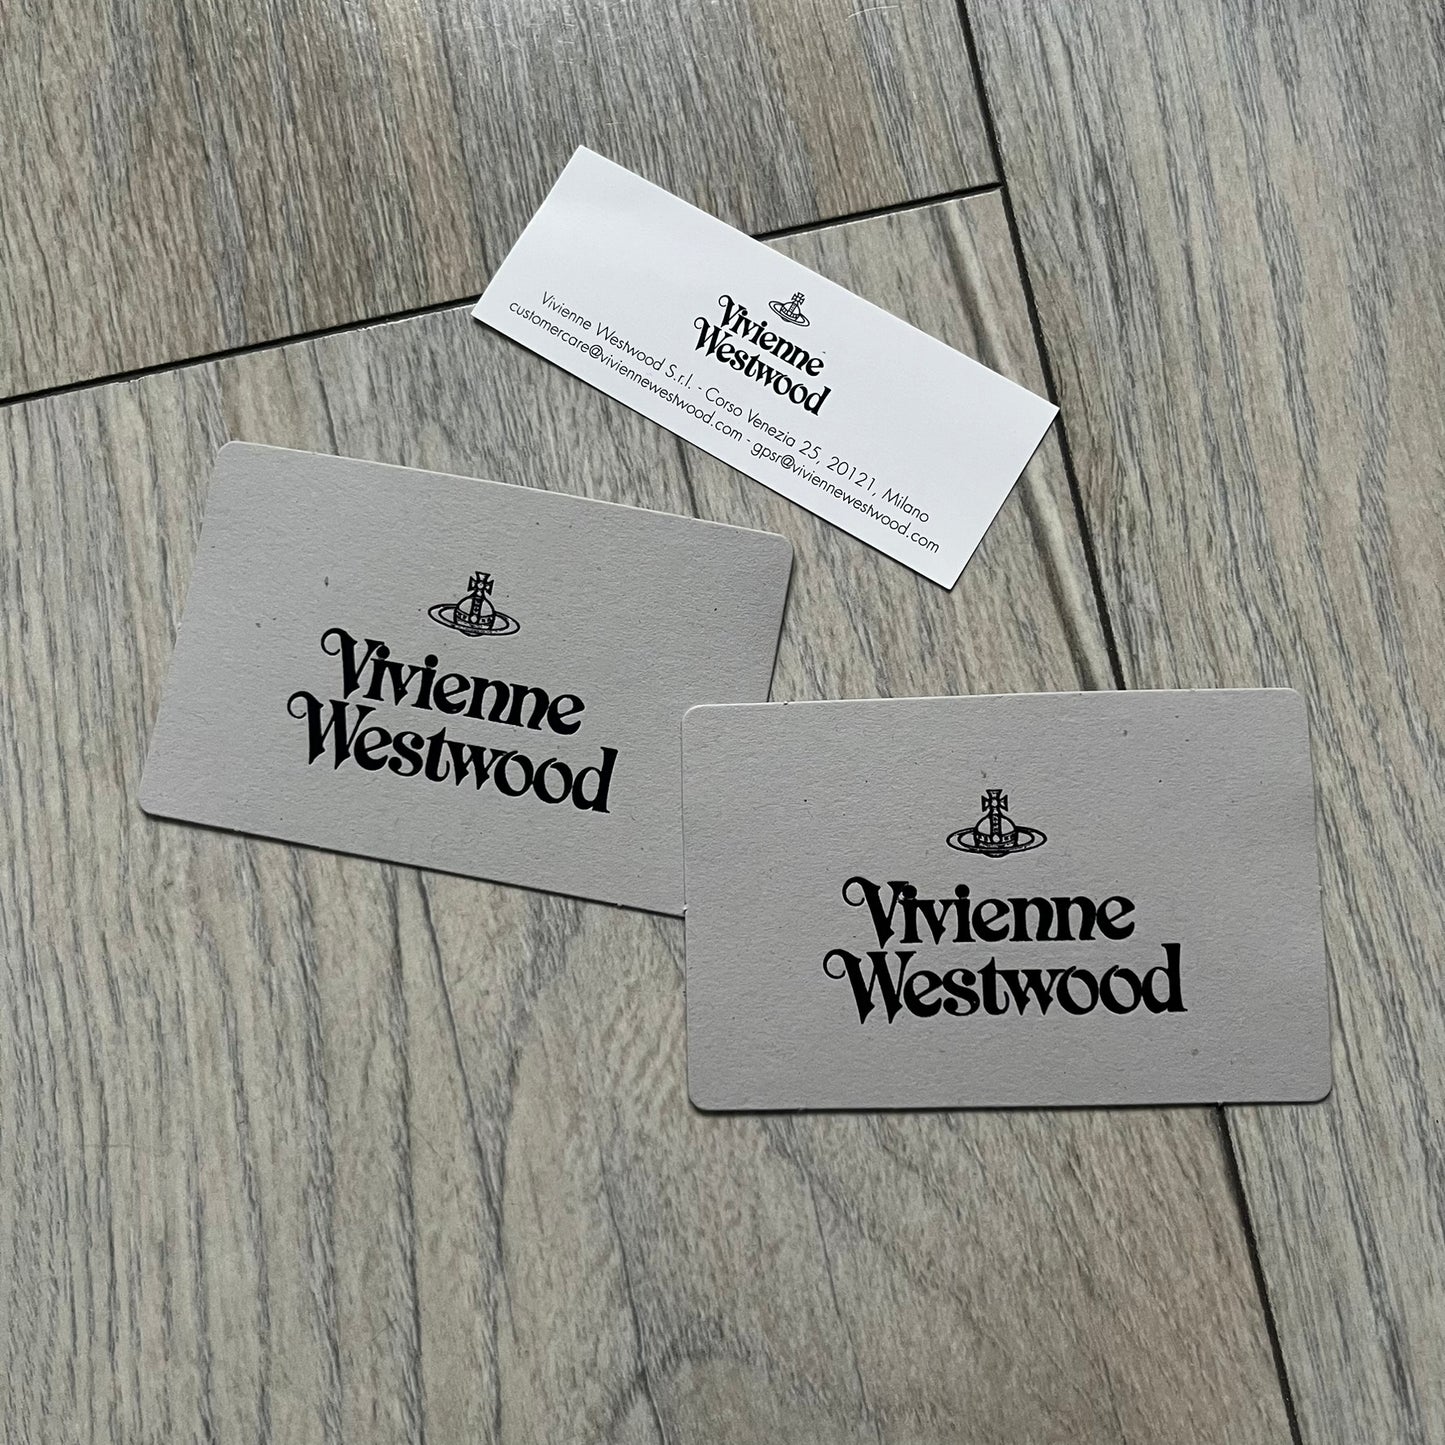 Vivienne
Westwood
Vivienne Westwood S.r.l. - Corso Venezia 25, 20121, Milano
customercare@viviennewestwood.com - gpsr@viviennewestwood.com
Vivienne
Westwood
Vivienne
Westwood